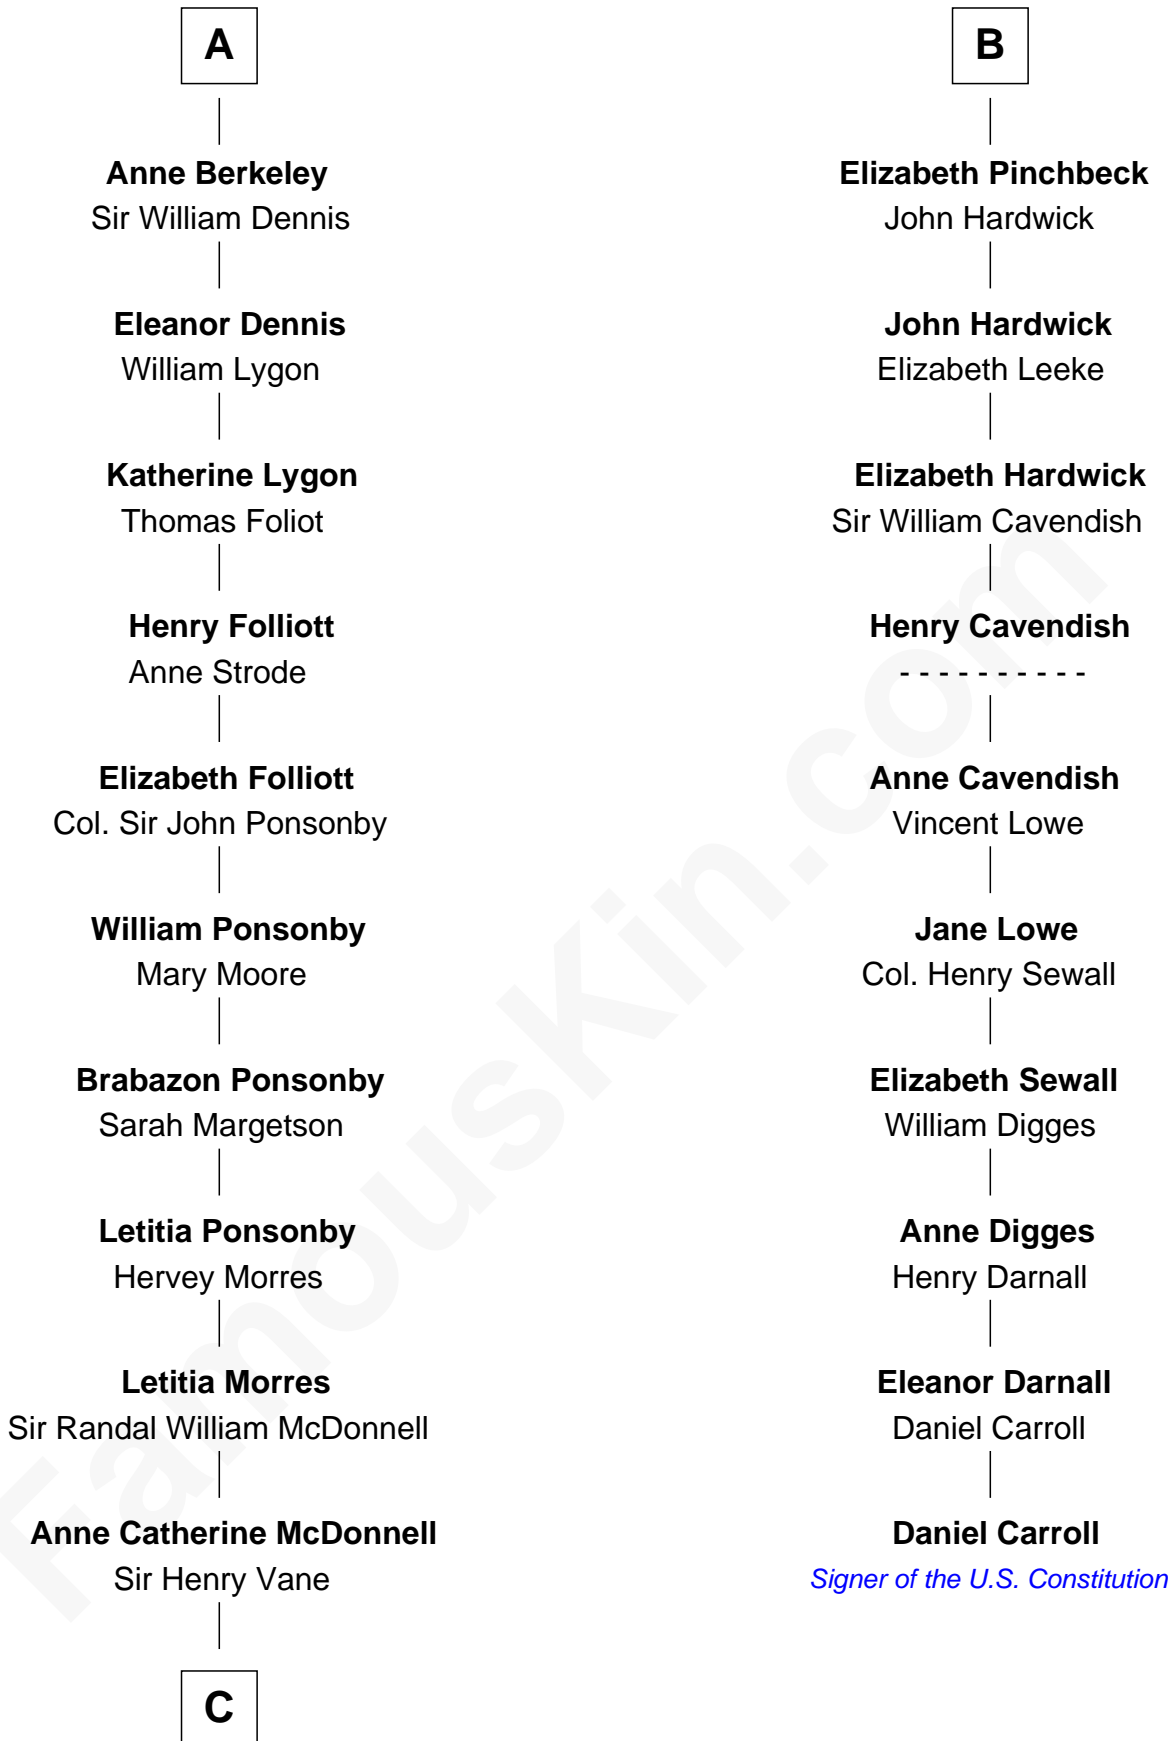 A
Anne Berkeley
Sir William Dennis
Eleanor Dennis
William Lygon
Katherine Lygon
Thomas Foliot
Henry Folliott
Anne Strode
Elizabeth Folliott
Col. Sir John Ponsonby
William Ponsonby
Mary Moore
Brabazon Ponsonby
Sarah Margetson
Letitia Ponsonby
Hervey Morres
Letitia Morres
Sir Randal William McDonnell
Anne Catherine McDonnell
Sir Henry Vane
C
B
Elizabeth Pinchbeck
John Hardwick
John Hardwick
Elizabeth Leeke
Elizabeth Hardwick
Sir William Cavendish
Henry Cavendish
- - - - - - - - - -
Anne Cavendish
Vincent Lowe
Jane Lowe
Col. Henry Sewall
Elizabeth Sewall
William Digges
Anne Digges
Henry Darnall
Eleanor Darnall
Daniel Carroll
Daniel Carroll
Signer of the U.S. Constitution
FamousKin.com